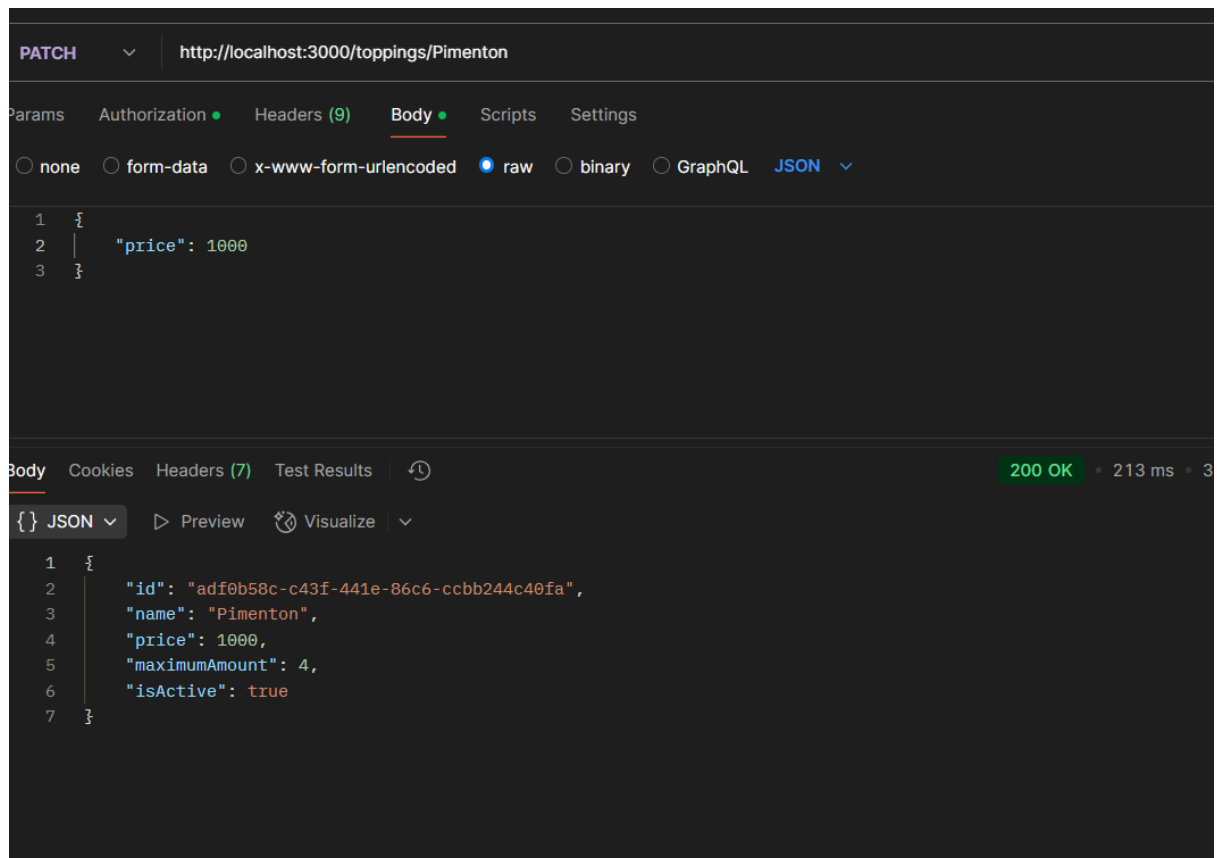 PATCH http://localhost:3000/toppings/Pimenton
Params Authorization Headers (9) Body Scripts Settings
none form-data x-www-form-urlencoded raw binary GraphQL JSON
1 {
2 "price": 1000
3 }
Body Cookies Headers (7) Test Results 200 OK • 213 ms • 3
{} JSON Preview Visualize
1 {
2 "id": "adf0b58c-c43f-441e-86c6-ccbb244c40fa",
3 "name": "Pimenton",
4 "price": 1000,
5 "maximumAmount": 4,
6 "isActive": true
7 }